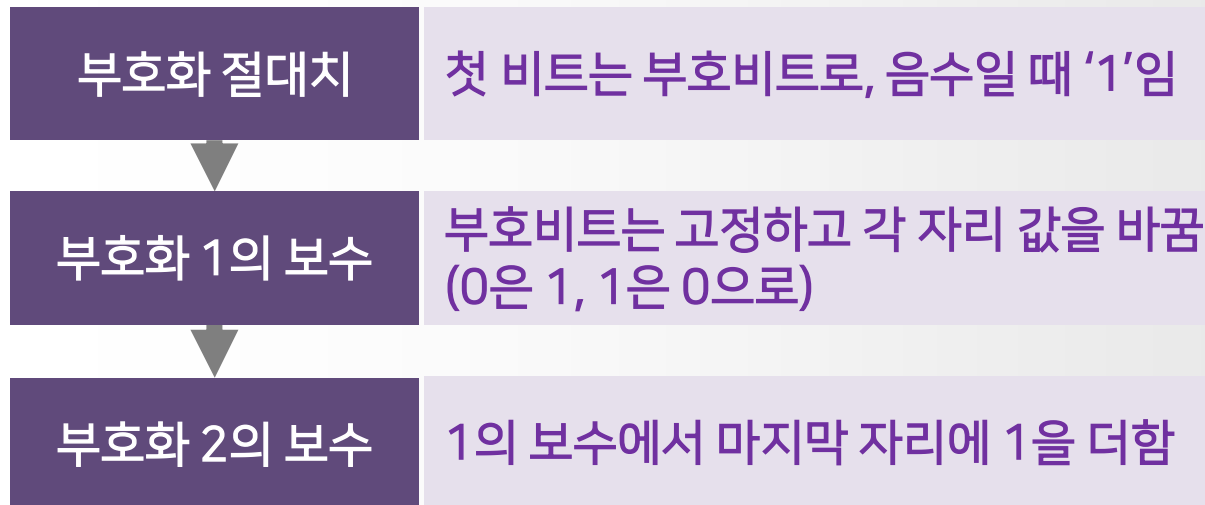 부호화 절대치
첫 비트는 부호비트로, 음수일 때 ‘1’임
부호화 1의 보수
부호비트는 고정하고 각 자리 값을 바꿈
(0은 1, 1은 0으로)
부호화 2의 보수
1의 보수에서 마지막 자리에 1을 더함